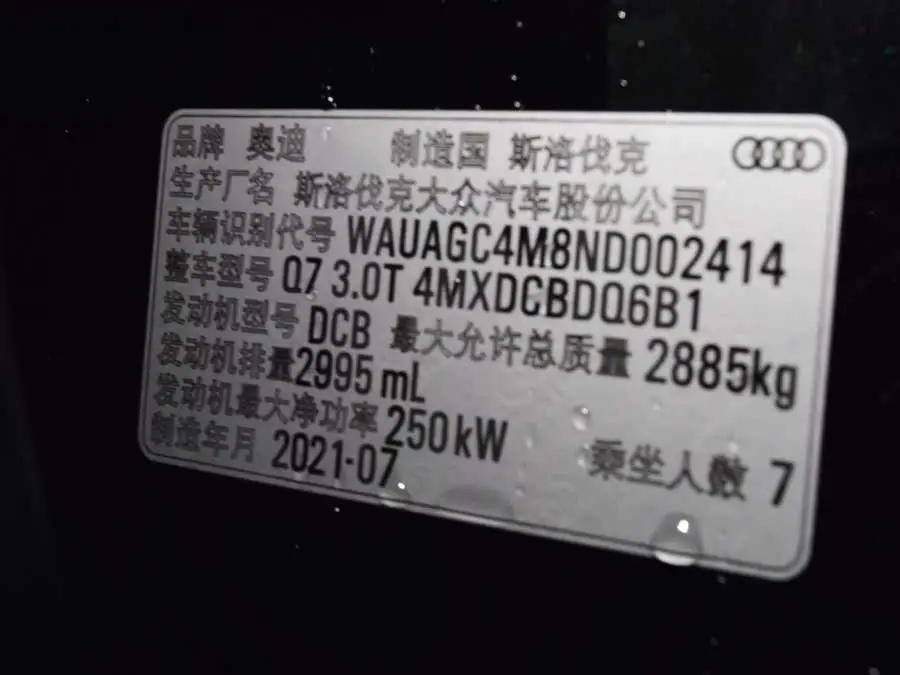 品牌 奥迪 制造国 斯洛伐克
生产厂名 斯洛伐克大众汽车股份公司
车辆识别代号 WAUAGC4M8ND002414
整车型号 Q7 3.0T 4MXDCBDQ6B1
发动机型号 DCB 最大允许总质量 2885kg
发动机排量 2995 mL
发动机最大净功率 250kW 乘坐人数 7
制造年月 2021-07